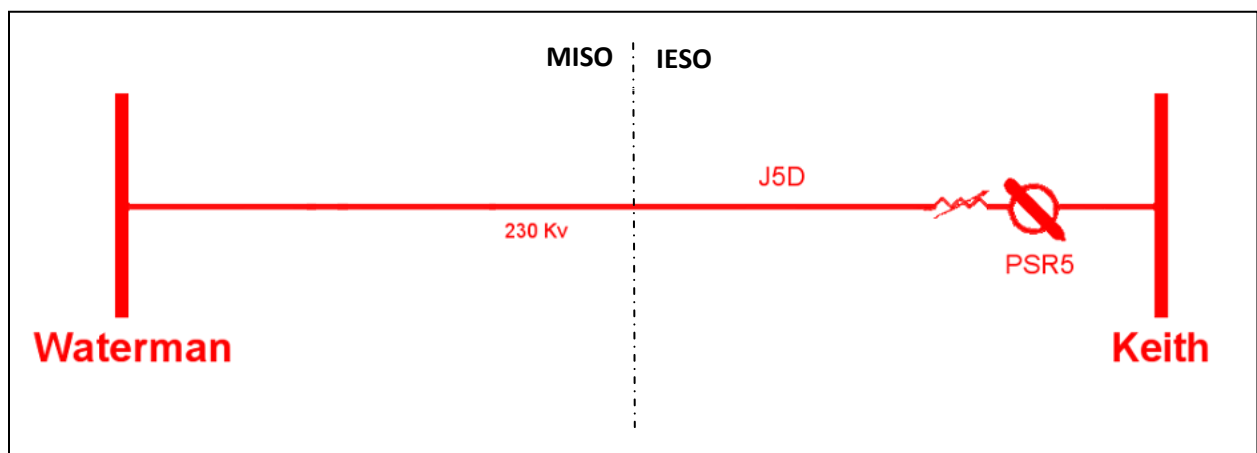 MISO
IESO
J5D
230 Kv
PSR5
Waterman
Keith